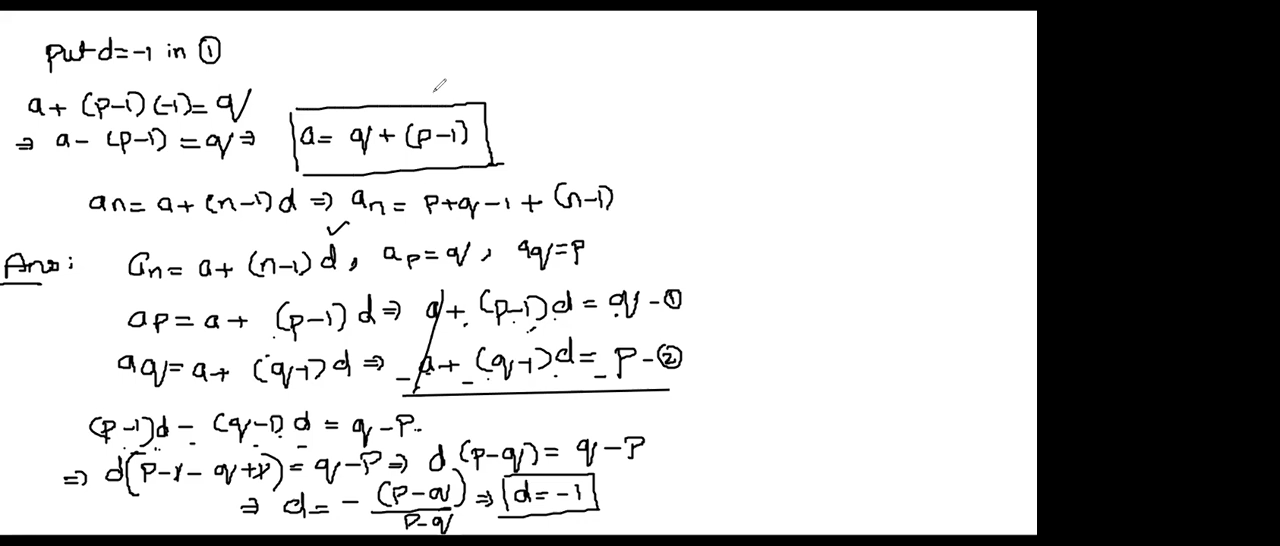 put d=-1 in ①
a+ (p-1) (-1)= q
⇒ a- (p-1) = q ⇒ a= q+(p-1)
an= a+(n-1)d ⇒ an= p+q-1+(n-1)
Ans: an= a+ (n-1) d, ap=q, aq=p
ap=a+ (p-1) d ⇒ a+ (p-1)d = q -①
aq= a+ (q-1) d ⇒ -a+ -(q-1)d= -p-②
(p-1)d - (q-1) d = q-p.
⇒ d(p-1-q+1)= q-p ⇒ d (p-q)= q-p
⇒ d= - (p-q)/p-q ⇒ d=-1